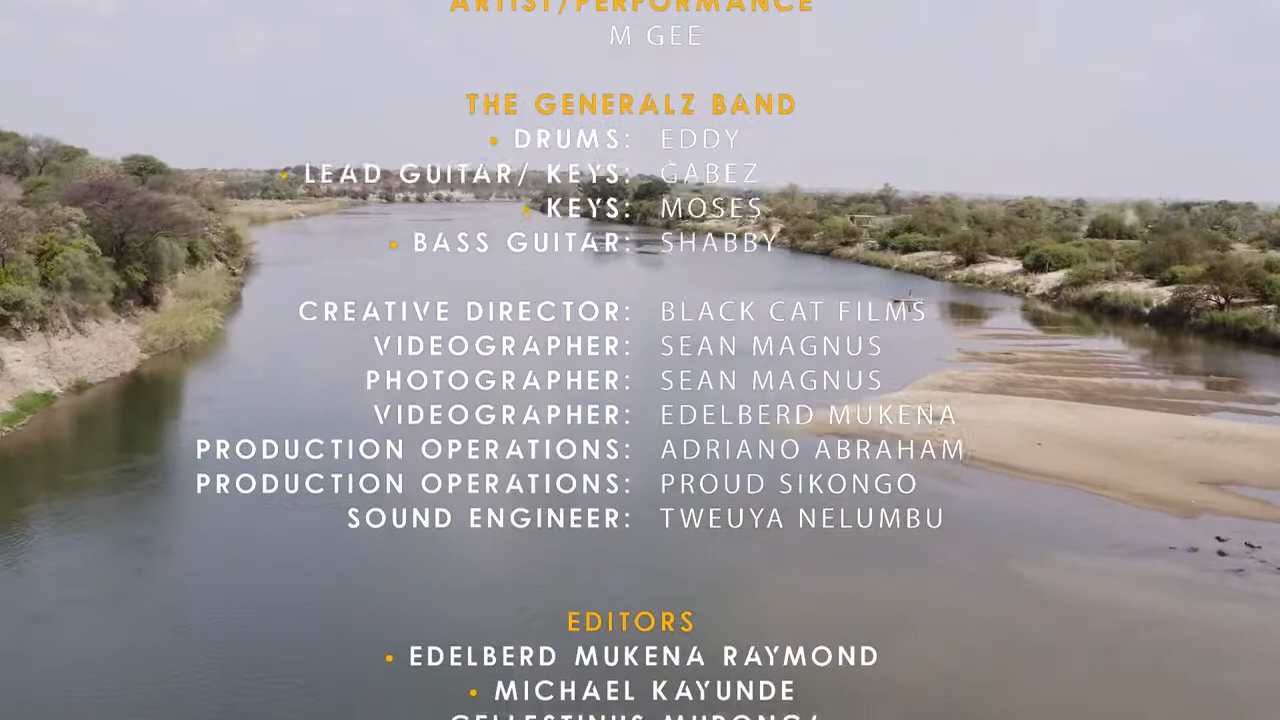 ARTIST/PERFORMANCE
M GEE
THE GENERALZ BAND
• DRUMS: EDDY
• LEAD GUITAR/ KEYS: GABEZ
• KEYS: MOSES
• BASS GUITAR: SHABBY
CREATIVE DIRECTOR: BLACK CAT FILMS
VIDEOGRAPHER: SEAN MAGNUS
PHOTOGRAPHER: SEAN MAGNUS
VIDEOGRAPHER: EDELBERD MUKENA
PRODUCTION OPERATIONS: ADRIANO ABRAHAM
PRODUCTION OPERATIONS: PROUD SIKONGO
SOUND ENGINEER: TWEUYA NELUMBU
EDITORS
• EDELBERD MUKENA RAYMOND
• MICHAEL KAYUNDE